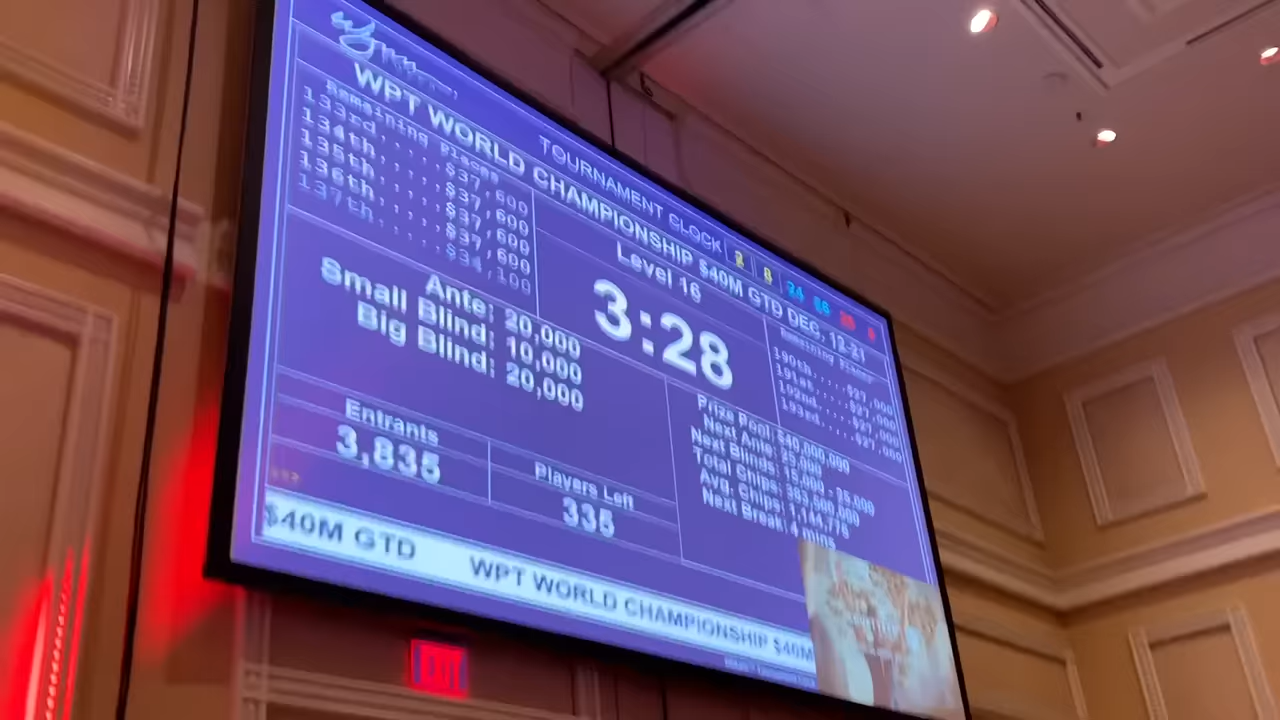 Wynn
TOURNAMENT CLOCK
WPT WORLD CHAMPIONSHIP $40M GTD DEC, 12-21
Remaining Places
133rd.....$37,600
134th.....$37,600
135th.....$37,600
136th.....$37,600
137th.....$34,100
Level 16
3:28
Remaining Places
190th.....$27,000
191st.....$27,000
192nd.....$27,000
193rd.....$27,000
Ante: 20,000
Small Blind: 10,000
Big Blind: 20,000
Entrants
3,835
Players Left
335
Prize Pool: $40,000,000
Next Ante: 25,000
Next Blinds: 15,000 - 25,000
Total Chips: 383,500,000
Avg. Chips: 1,144,776
Next Break: 4 mins
$40M GTD WPT WORLD CHAMPIONSHIP $40M
EXIT